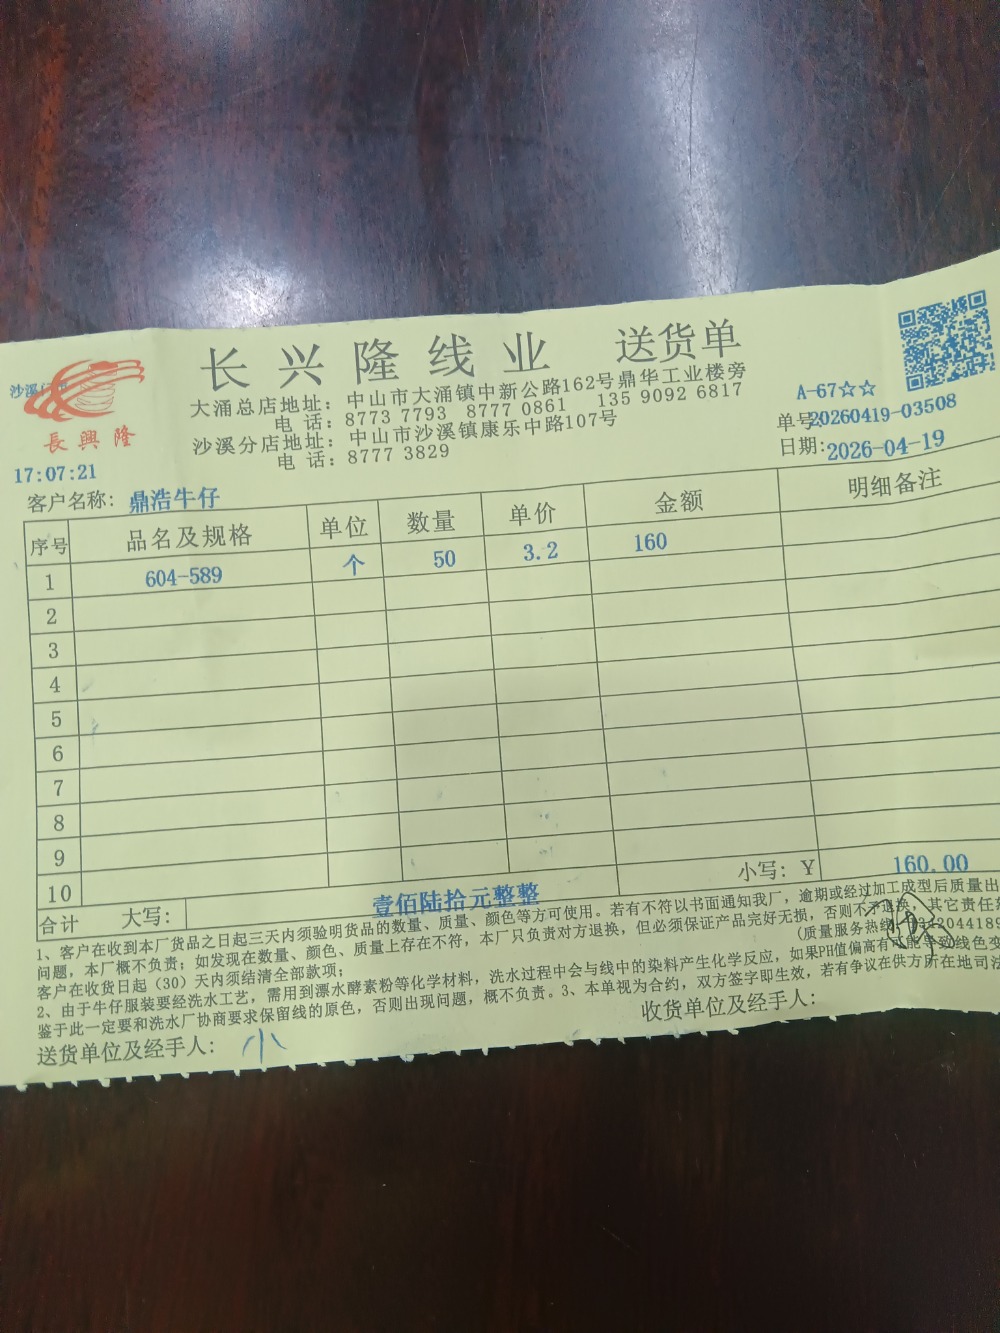 长兴隆线业 送货单
大涌总店地址：中山市大涌镇中新公路162号鼎华工业楼旁
电 话：8773 7793 8777 0861 135 9092 6817
沙溪分店地址：中山市沙溪镇康乐中路107号
电 话：8777 3829
沙溪
長興隆
A-67☆☆
单号20260419-03508
日期:2026-04-19
17:07:21
客户名称：鼎浩牛仔
序号 品名及规格 单位 数量 单价 金额 明细备注
1 604-589 个 50 3.2 160
2
3
4
5
6
7
8
9
10
合计 大写：壹佰陆拾元整整 小写：Y 160.00
1、客户在收到本厂货品之日起三天内须验明货品的数量、质量、颜色等方可使用。若有不符以书面通知我厂，逾期或经过加工成型后质量出
问题，本厂概不负责；如发现在数量、颜色、质量上存在不符，本厂只负责对方退换，但必须保证产品完好无损，否则不予退换，其它责任
客户在收货日起（30）天内须结清全部款项； (质量服务热线
2、由于牛仔服装要经洗水工艺，需用到漂水酵素粉等化学材料，洗水过程中会与线中的染料产生化学反应，如果PH值偏高有可能导致线色变
鉴于此一定要和洗水厂协商要求保留线的原色，否则出现问题，概不负责。3、本单视为合约，双方签字即生效，若有争议在供方所在地司法
送货单位及经手人：小 收货单位及经手人：